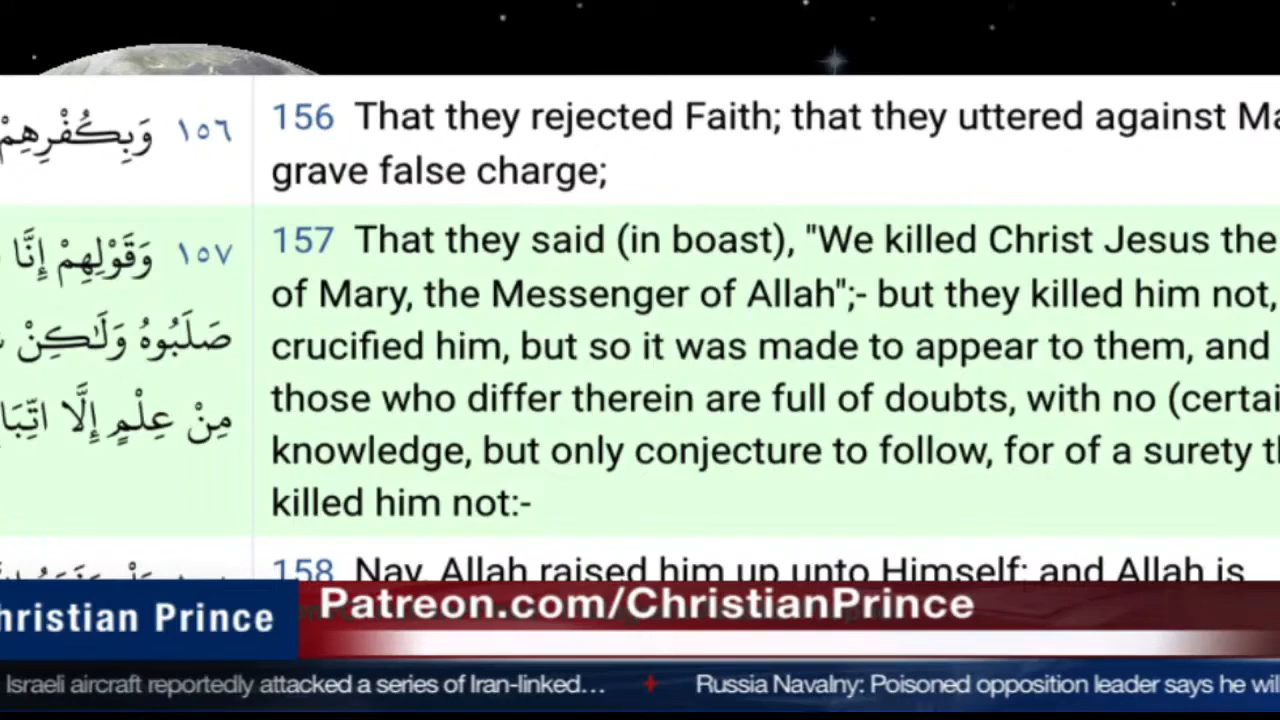 156 That they rejected Faith; that they uttered against
grave false charge;
157 That they said (in boast), "We killed Christ Jesus the
of Mary, the Messenger of Allah";- but they killed him not,
crucified him, but so it was made to appear to them, and
those who differ therein are full of doubts, with no
knowledge, but only conjecture to follow, for of a surety
killed him not:-
158 Nay, Allah raised him up unto Himself; and Allah is
١٥٦ وَبِكُفْرِهِمْ
١٥٧ وَقَوْلِهِمْ إِنَّا
صَلَبُوهُ وَلَٰكِنْ
مِنْ عِلْمٍ إِلَّا
Patreon.com/ChristianPrince
hristian Prince
Israeli aircraft reportedly attacked a series of Iran-linked...
Russia Navalny: Poisoned opposition leader says he